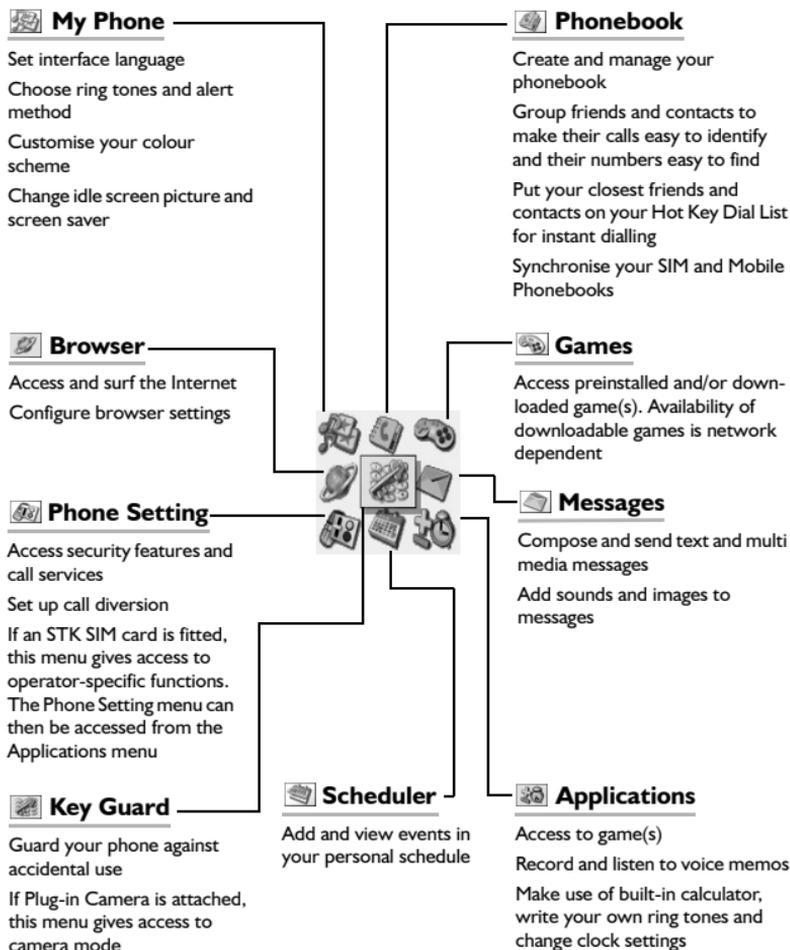 My Phone
Set interface language
Choose ring tones and alert
method
Customise your colour
scheme
Change idle screen picture and
screen saver
Phonebook
Create and manage your
phonebook
Group friends and contacts to
make their calls easy to identify
and their numbers easy to find
Put your closest friends and
contacts on your Hot Key Dial List
for instant dialling
Synchronise your SIM and Mobile
Phonebooks
Browser
Access and surf the Internet
Configure browser settings
Games
Access preinstalled and/or down-
loaded game(s). Availability of
downloadable games is network
dependent
Phone Setting
Access security features and
call services
Set up call diversion
If an STK SIM card is fitted,
this menu gives access to
operator-specific functions.
The Phone Setting menu can
then be accessed from the
Applications menu
Messages
Compose and send text and multi
media messages
Add sounds and images to
messages
Key Guard
Guard your phone against
accidental use
If Plug-in Camera is attached,
this menu gives access to
camera mode
Scheduler
Add and view events in
your personal schedule
Applications
Access to game(s)
Record and listen to voice memos
Make use of built-in calculator,
write your own ring tones and
change clock settings